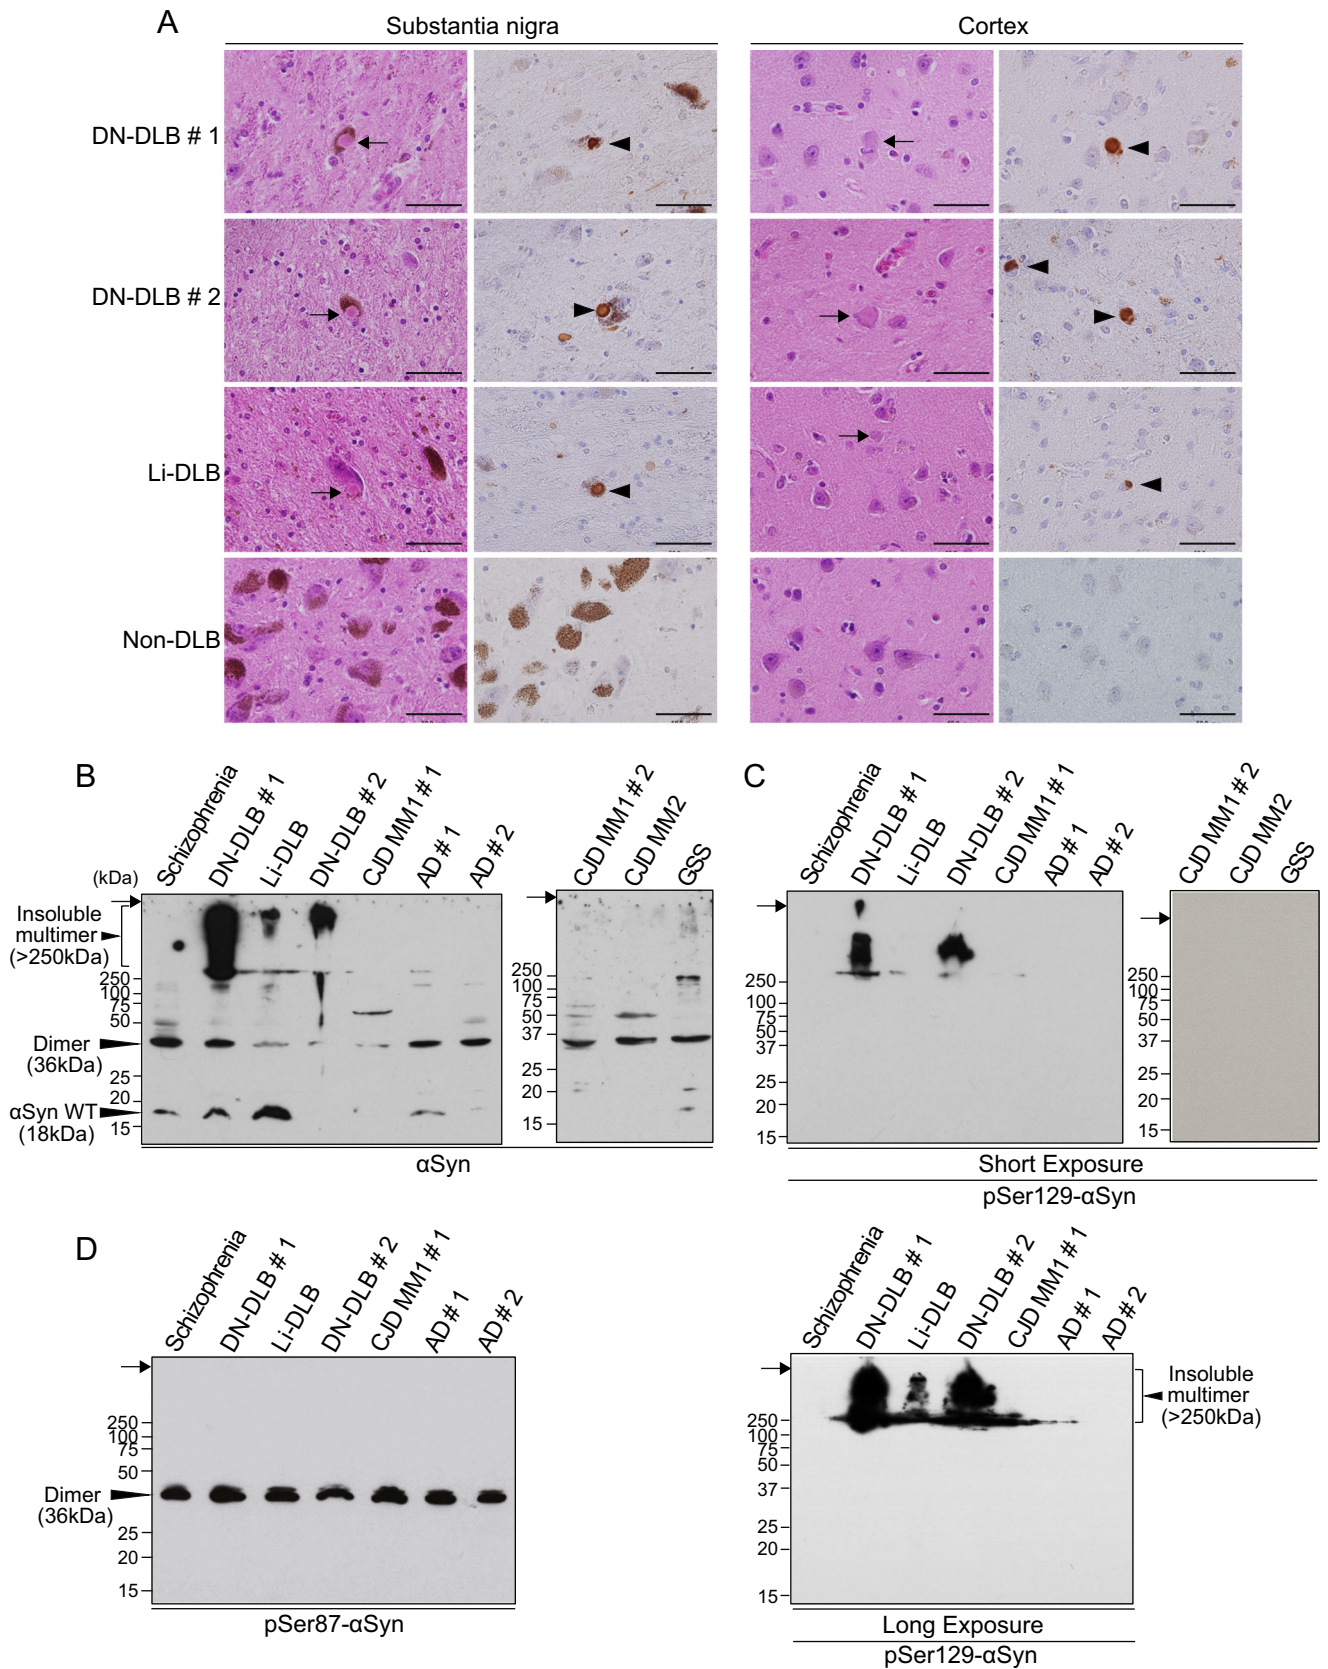 A
Substantia nigra
Cortex
DN-DLB # 1
DN-DLB # 2
Li-DLB
Non-DLB
B
Schizophrenia
DN-DLB # 1
Li-DLB
DN-DLB # 2
CJD MM1 # 1
AD # 1
AD # 2
CJD MM1 # 2
CJD MM2
GSS
(kDa)
Insoluble
multimer
(>250kDa)
250
100
75
50
Dimer
(36kDa)
25
20
αSyn WT
(18kDa)
15
250
100
75
50
37
25
20
15
αSyn
C
Schizophrenia
DN-DLB # 1
Li-DLB
DN-DLB # 2
CJD MM1 # 1
AD # 1
AD # 2
CJD MM1 # 2
CJD MM2
GSS
250
100
75
50
37
25
20
15
250
100
75
50
37
25
20
15
Short Exposure
pSer129-αSyn
D
Schizophrenia
DN-DLB # 1
Li-DLB
DN-DLB # 2
CJD MM1 # 1
AD # 1
AD # 2
250
100
75
50
Dimer
(36kDa)
25
20
15
pSer87-αSyn
Schizophrenia
DN-DLB # 1
Li-DLB
DN-DLB # 2
CJD MM1 # 1
AD # 1
AD # 2
250
100
75
50
37
25
20
15
Insoluble
multimer
(>250kDa)
Long Exposure
pSer129-αSyn